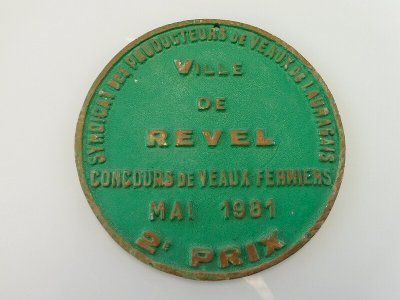 SYNDICAT DES PRODUCTEURS DE VEAUX DU LAURAGAIS
VILLE
DE
REVEL
CONCOURS DE VEAUX FERMIERS
MAI 1981
2E PRIX